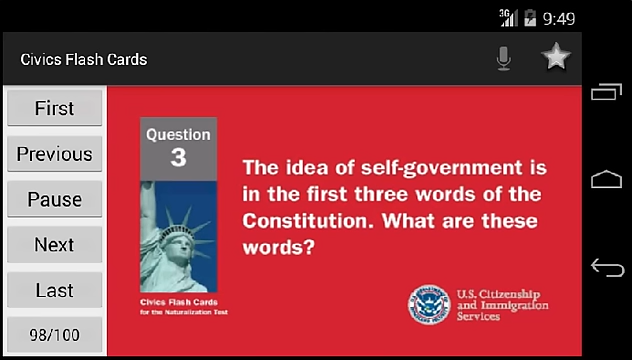 3G 9:49
Civics Flash Cards
First
Previous
Pause
Next
Last
98/100
Question
3
The idea of self-government is
in the first three words of the
Constitution. What are these
words?
Civics Flash Cards
for the Naturalization Test
U.S. Citizenship
and Immigration
Services